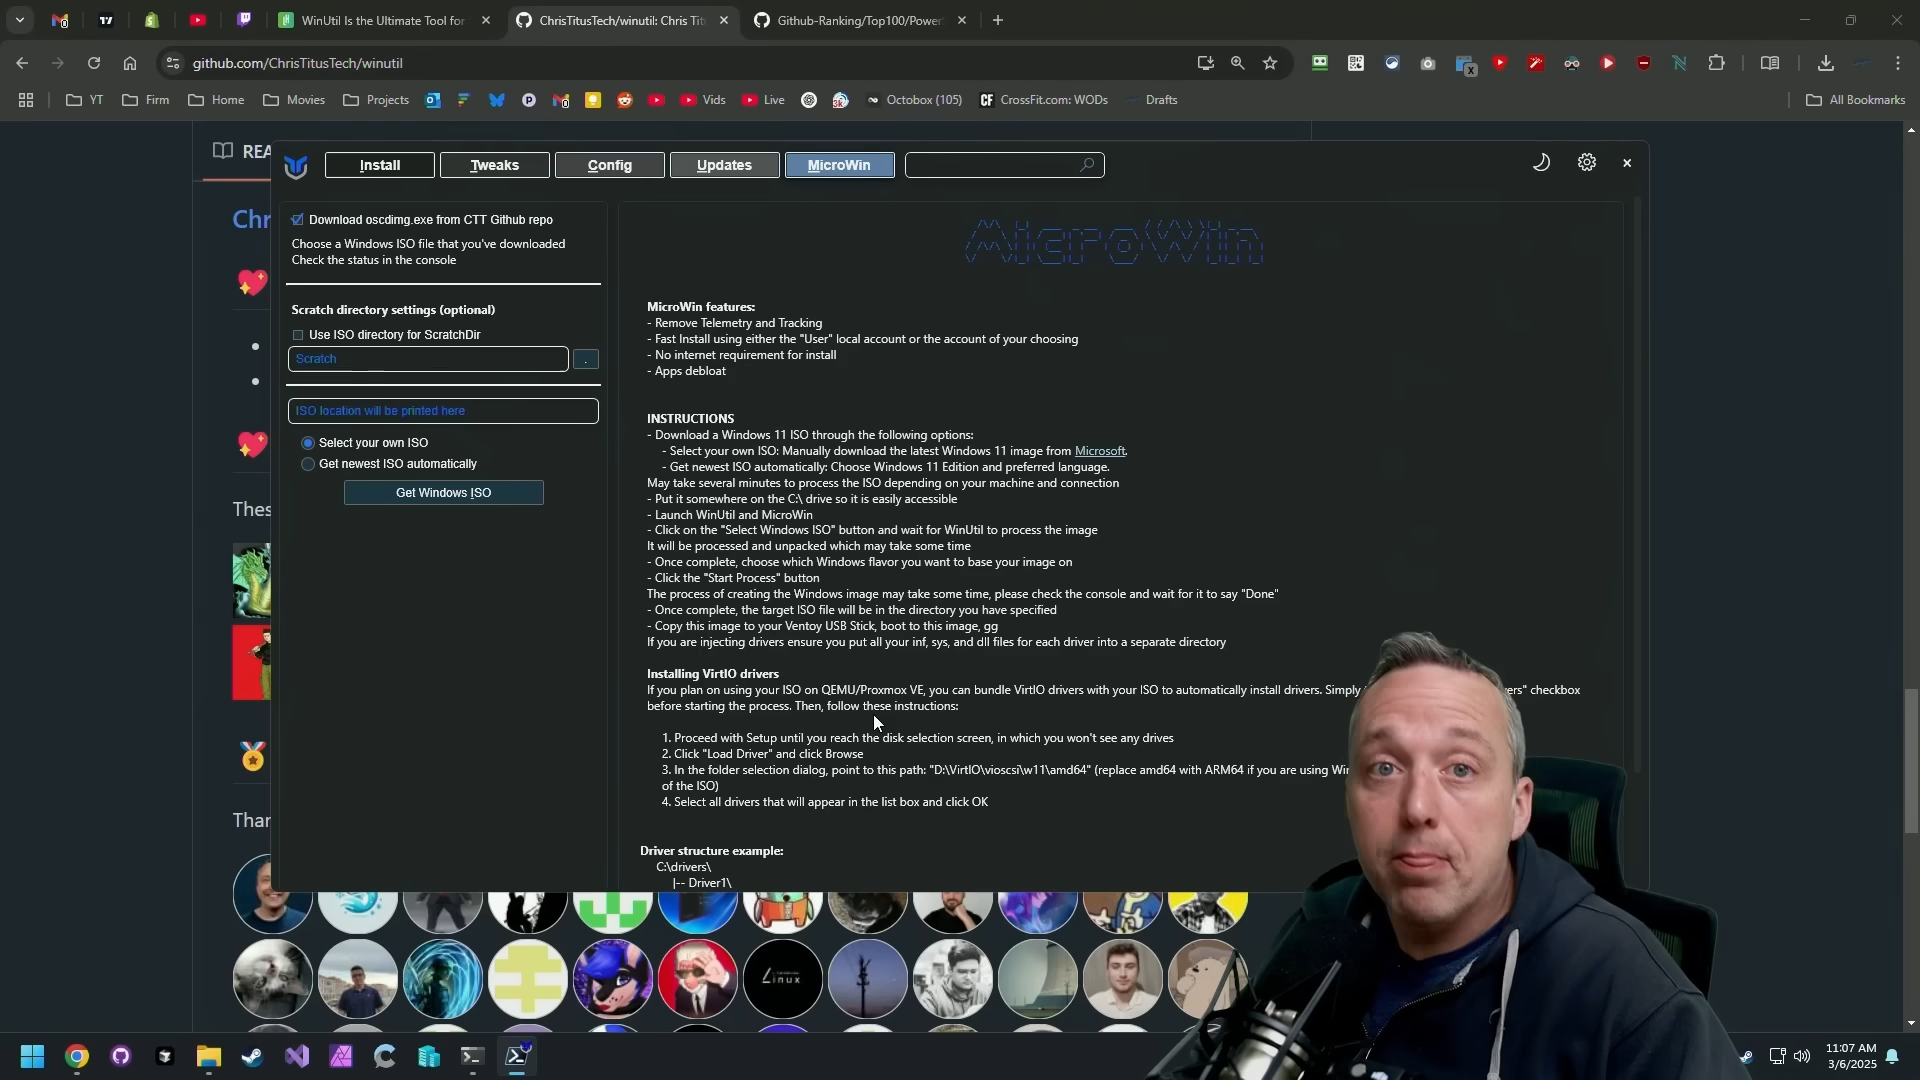 WinUtil Is the Ultimate Tool for
ChrisTitusTech/winutil: Chris Tit
Github-Ranking/Top100/Power
github.com/ChrisTitusTech/winutil
YT
Firm
Home
Movies
Projects
Vids
Live
Octobox (105)
CrossFit.com: WODs
Drafts
All Bookmarks
REA
Install
Tweaks
Config
Updates
MicroWin
Chr
Download oscdimg.exe from CTT Github repo
Choose a Windows ISO file that you've downloaded
Check the status in the console
Scratch directory settings (optional)
Use ISO directory for ScratchDir
Scratch
.
ISO location will be printed here
Select your own ISO
Get newest ISO automatically
Get Windows ISO
Thes
Thar
MicroWin
MicroWin features:
- Remove Telemetry and Tracking
- Fast Install using either the "User" local account or the account of your choosing
- No internet requirement for install
- Apps debloat
INSTRUCTIONS
- Download a Windows 11 ISO through the following options:
- Select your own ISO: Manually download the latest Windows 11 image from Microsoft.
- Get newest ISO automatically: Choose Windows 11 Edition and preferred language.
May take several minutes to process the ISO depending on your machine and connection
- Put it somewhere on the C:\ drive so it is easily accessible
- Launch WinUtil and MicroWin
- Click on the "Select Windows ISO" button and wait for WinUtil to process the image
It will be processed and unpacked which may take some time
- Once complete, choose which Windows flavor you want to base your image on
- Click the "Start Process" button
The process of creating the Windows image may take some time, please check the console and wait for it to say "Done"
- Once complete, the target ISO file will be in the directory you have specified
- Copy this image to your Ventoy USB Stick, boot to this image, gg
If you are injecting drivers ensure you put all your inf, sys, and dll files for each driver into a separate directory
Installing VirtIO drivers
If you plan on using your ISO on QEMU/Proxmox VE, you can bundle VirtIO drivers with your ISO to automatically install drivers. Simply ers" checkbox
before starting the process. Then, follow these instructions:
1. Proceed with Setup until you reach the disk selection screen, in which you won't see any drives
2. Click "Load Driver" and click Browse
3. In the folder selection dialog, point to this path: "D:\VirtIO\vioscsi\w11\amd64" (replace amd64 with ARM64 if you are using Wir
of the ISO)
4. Select all drivers that will appear in the list box and click OK
Driver structure example:
C:\drivers\
|-- Driver1\
Linux
11:07 AM
3/6/2025